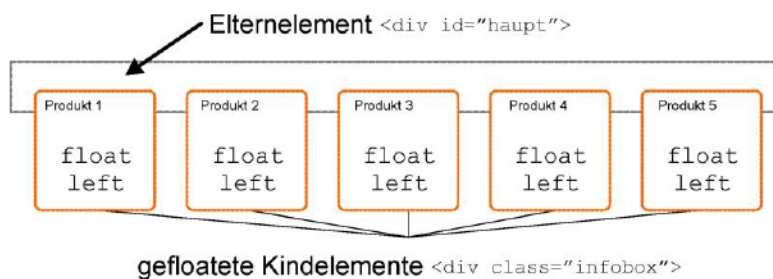 Elternelement <div id="haupt">
Produkt 1 Produkt 2 Produkt 3 Produkt 4 Produkt 5
float float float float float
left left left left left
gefloatete Kindelemente <div class="infobox">